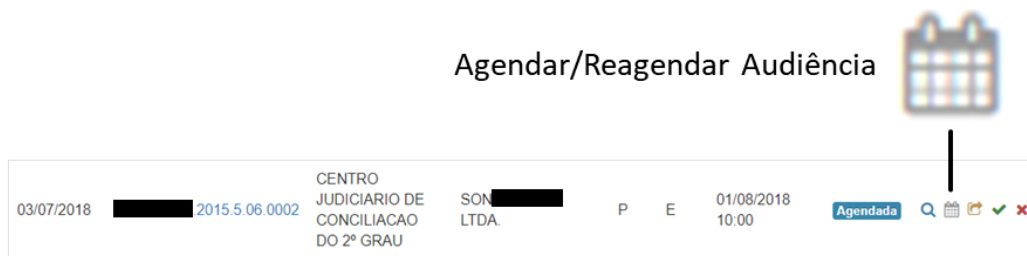 Agendar/Reagendar Audiência
CENTRO
JUDICIARIO DE
CONCILIACAO
DO 2º GRAU
03/07/2018
.2015.5.06.0002
SON
LTDA.
P
E
01/08/2018
10:00
Agendada